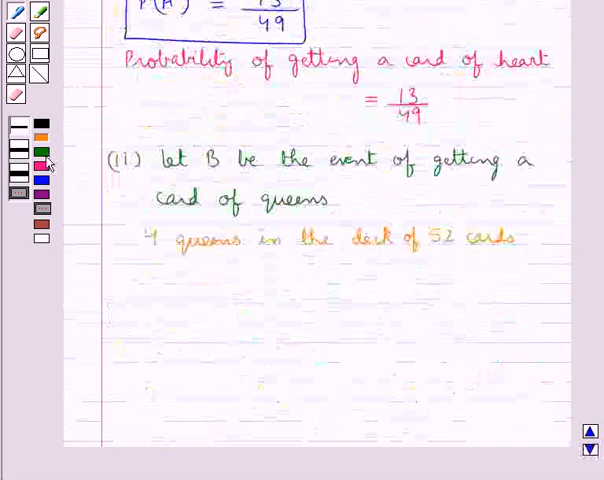 P(A) = 13/49
Probability of getting a card of heart
= 13/49
(ii) Let B be the event of getting a
card of queens
4 queens in the deck of 52 cards